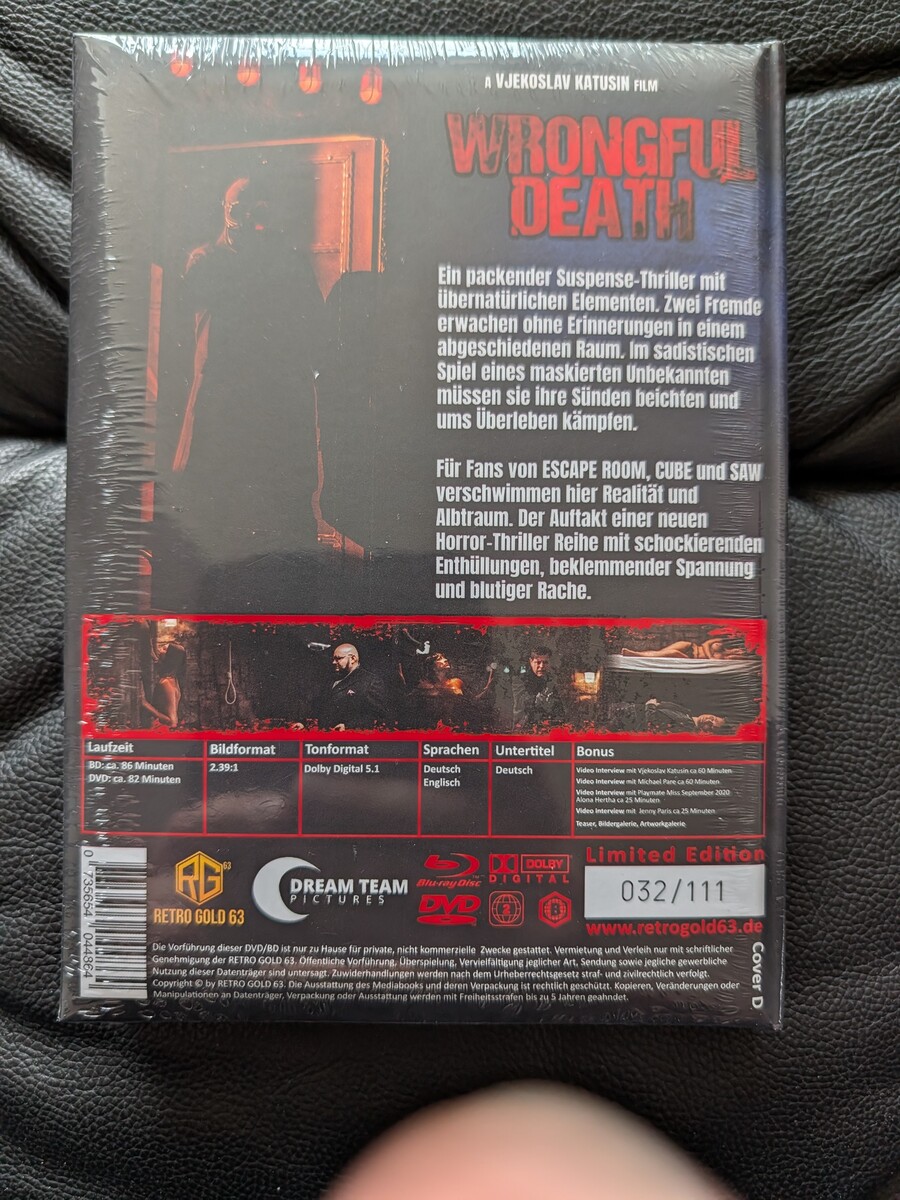 A VJEKOSLAV KATUSIN FILM
WRONGFUL
DEATH
Ein packender Suspense-Thriller mit
übernatürlichen Elementen. Zwei Fremde
erwachen ohne Erinnerungen in einem
abgeschiedenen Raum. Im sadistischen
Spiel eines maskierten Unbekannten
müssen sie ihre Sünden beichten und
ums Überleben kämpfen.
Für Fans von ESCAPE ROOM, CUBE und SAW
verschwimmen hier Realität und
Albtraum. Der Auftakt einer neuen
Horror-Thriller Reihe mit schockierenden
Enthüllungen, beklemmender Spannung
und blutiger Rache.
Laufzeit
BD: ca. 86 Minuten
DVD: ca. 82 Minuten
Bildformat
2.39:1
Tonformat
Dolby Digital 5.1
Sprachen
Deutsch
Englisch
Untertitel
Deutsch
Bonus
Video Interview mit Vjekoslav Katusin ca 60 Minuten
Video Interview mit Michael Pare ca 60 Minuten
Video Interview mit Playmate Miss September 2020
Alona Hertha ca 25 Minuten
Video Interview mit Jenny Paris ca 25 Minuten
Teaser, Bildergalerie, Artworkgalerie
0 735654 044864
RG 63
RETRO GOLD 63
DREAM TEAM
PICTURES
Blu-ray Disc
DVD
DOLBY
DIGITAL
2
B
Limited Edition
032/111
www.retrogold63.de
Die Vorführung dieser DVD/BD ist nur zu Hause für private, nicht kommerzielle Zwecke gestattet. Vermietung und Verleih nur mit schriftlicher
Genehmigung der RETRO GOLD 63. Öffentliche Vorführung, Überspielung, Vervielfältigung jeglicher Art, Sendung sowie jegliche gewerbliche
Nutzung dieser Datenträger sind untersagt. Zuwiderhandlungen werden nach dem Urheberrechtsgesetz straf- und zivilrechtlich verfolgt.
Copyright © by RETRO GOLD 63. Die Ausstattung des Mediabooks und deren Verpackung ist rechtlich geschützt. Kopieren, Veränderungen oder
Manipulationen an Datenträger, Verpackung oder Ausstattung werden mit Freiheitsstrafen bis zu 5 Jahren geahndet.
Cover D